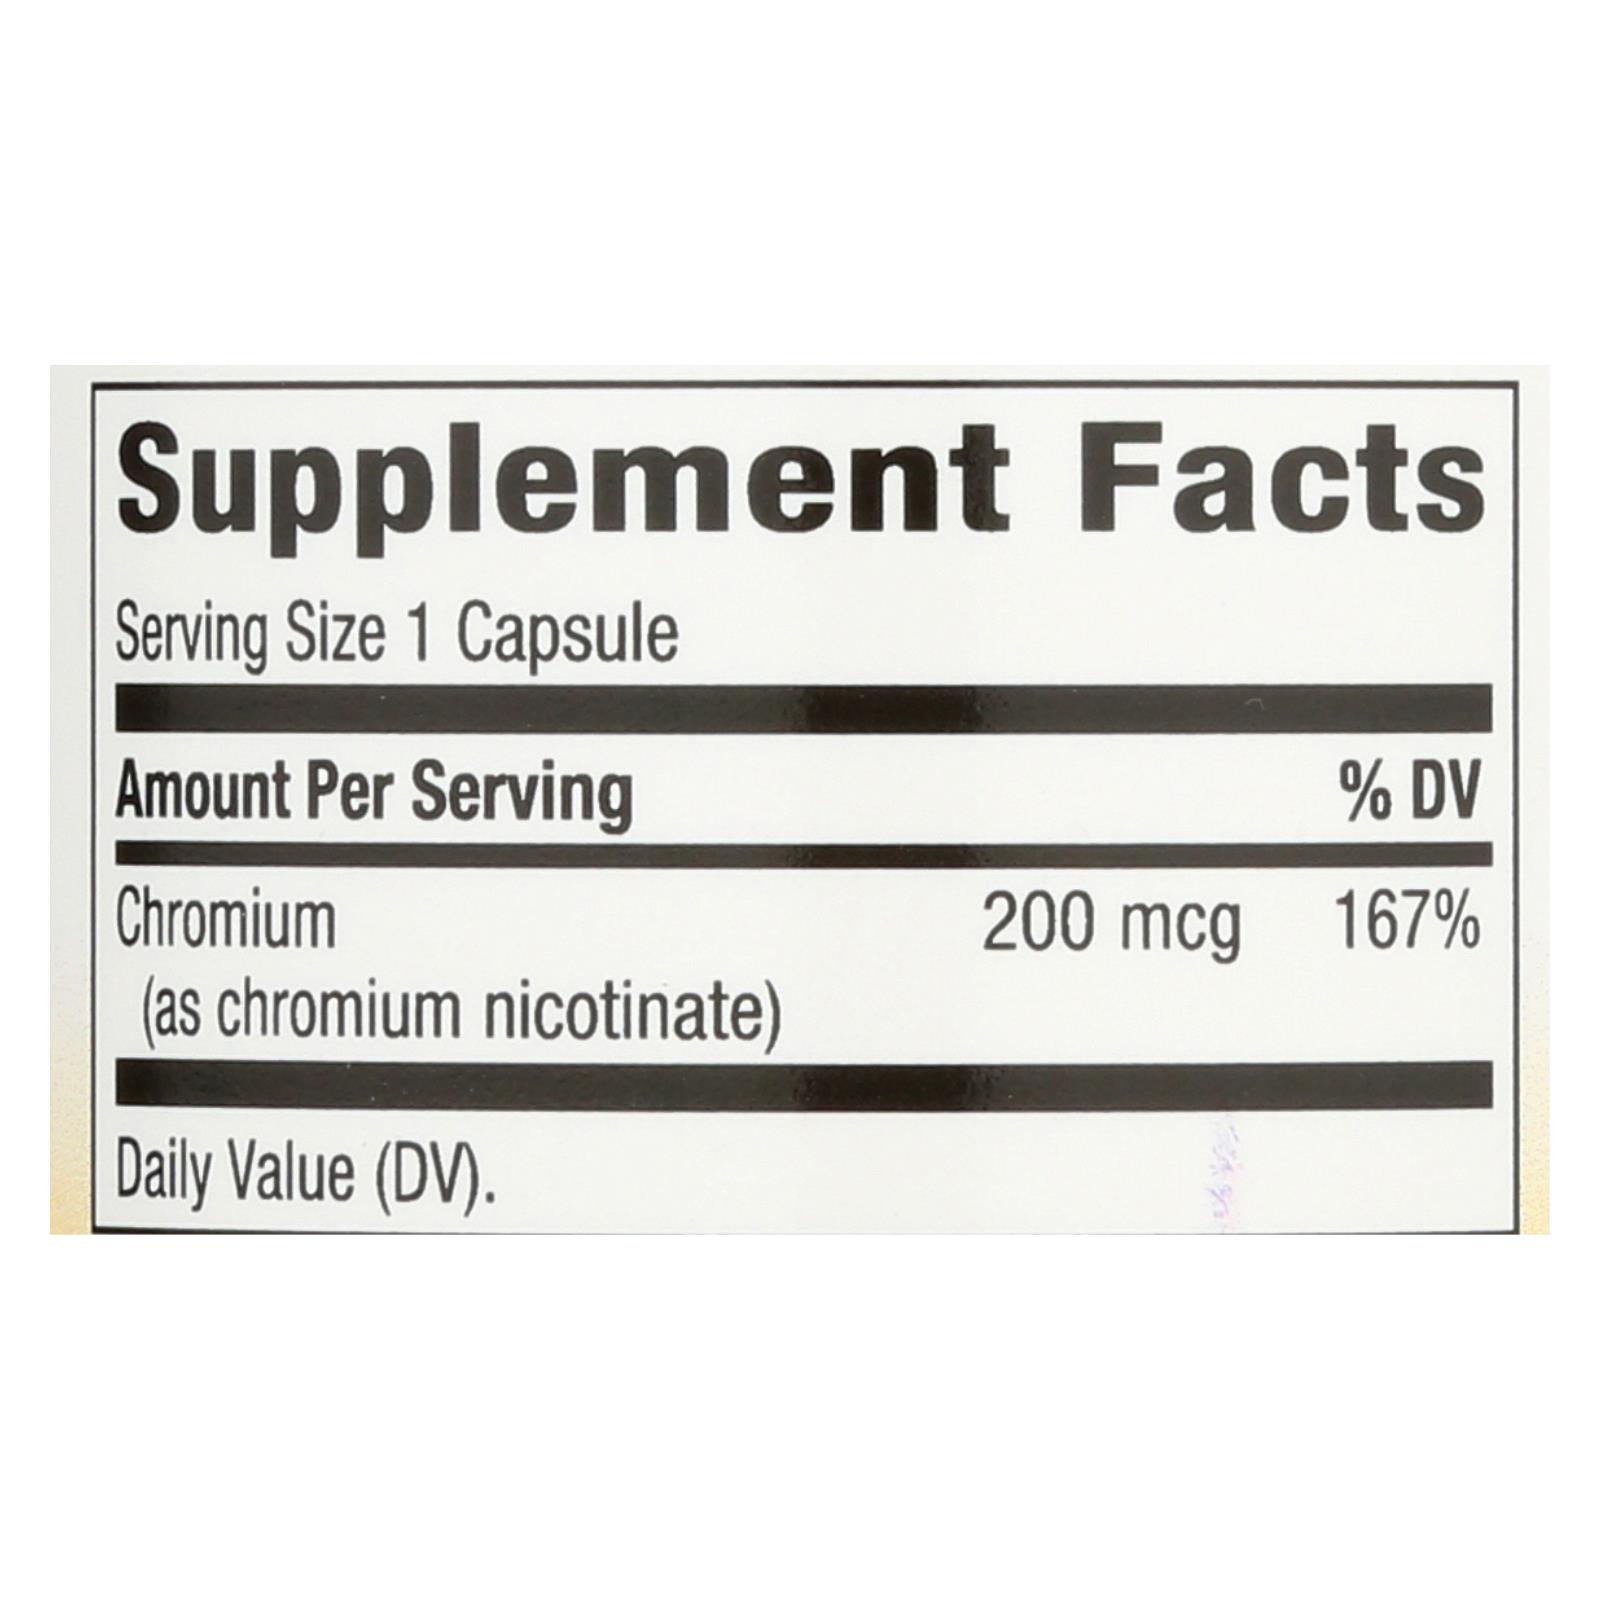 Supplement Facts
Serving Size 1 Capsule
Amount Per Serving % DV
Chromium 200 mcg 167%
(as chromium nicotinate)
Daily Value (DV).